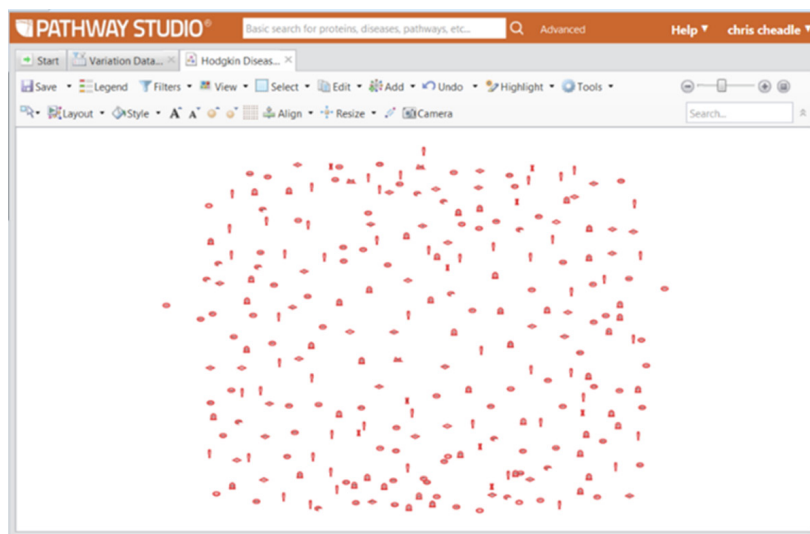 PATHWAY STUDIO® Basic search for proteins, diseases, pathways, etc... Advanced Help chris cheadle
Start Variation Data... Hodgkin Diseas...
Save Legend Filters View Select Edit Add Undo Highlight Tools
Layout Style A A Align Resize Camera Search...